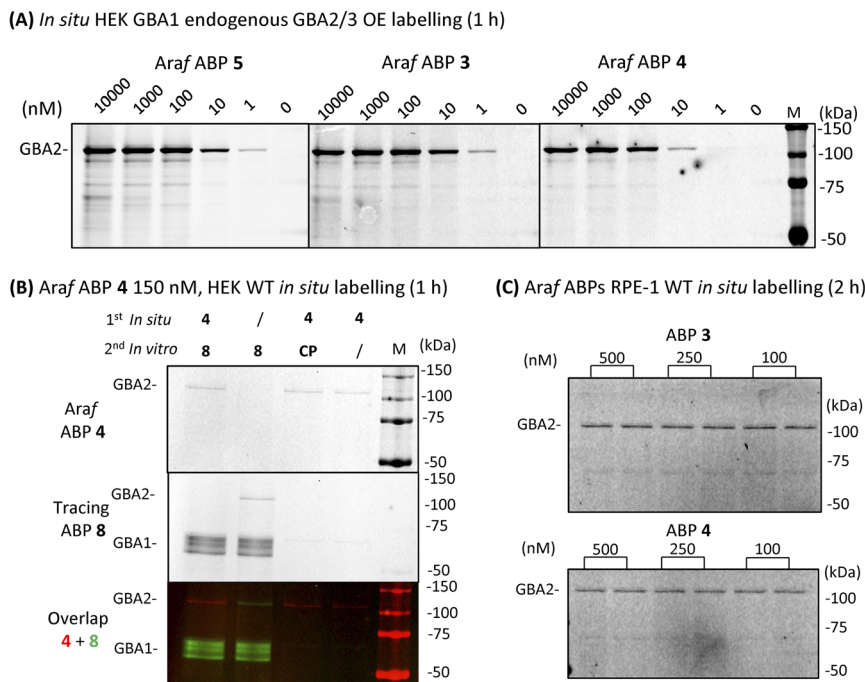 (A) In situ HEK GBA1 endogenous GBA2/3 OE labelling (1 h)
Araf ABP 5 Araf ABP 3 Araf ABP 4
(nM) 10000 1000 100 10 1 0 10000 1000 100 10 1 0 10000 1000 100 10 1 0 M (kDa)
-150
GBA2- -100
-75
-50
(B) Araf ABP 4 150 nM, HEK WT in situ labelling (1 h)
1st In situ 4 / 4 4
2nd In vitro 8 8 CP / M (kDa)
-150
GBA2-
-100
Araf
ABP 4
-75
-50
-150
GBA2-
-100
Tracing
ABP 8
-75
GBA1-
-50
-150
GBA2-
-100
Overlap
4 + 8
-75
GBA1-
-50
(C) Araf ABPs RPE-1 WT in situ labelling (2 h)
ABP 3
(nM) 500 250 100
(kDa)
GBA2- -100
-75
-50
ABP 4
(nM) 500 250 100
(kDa)
GBA2- -100
-75
-50